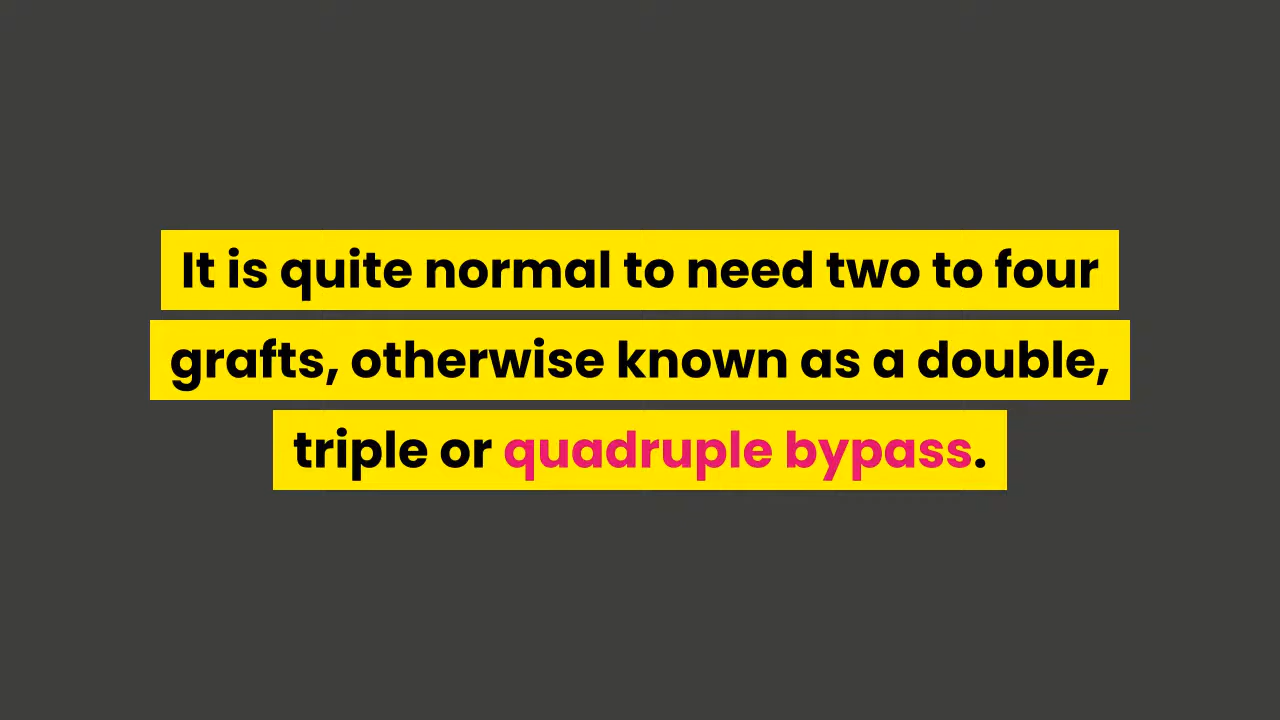 It is quite normal to need two to four
grafts, otherwise known as a double,
triple or quadruple bypass.